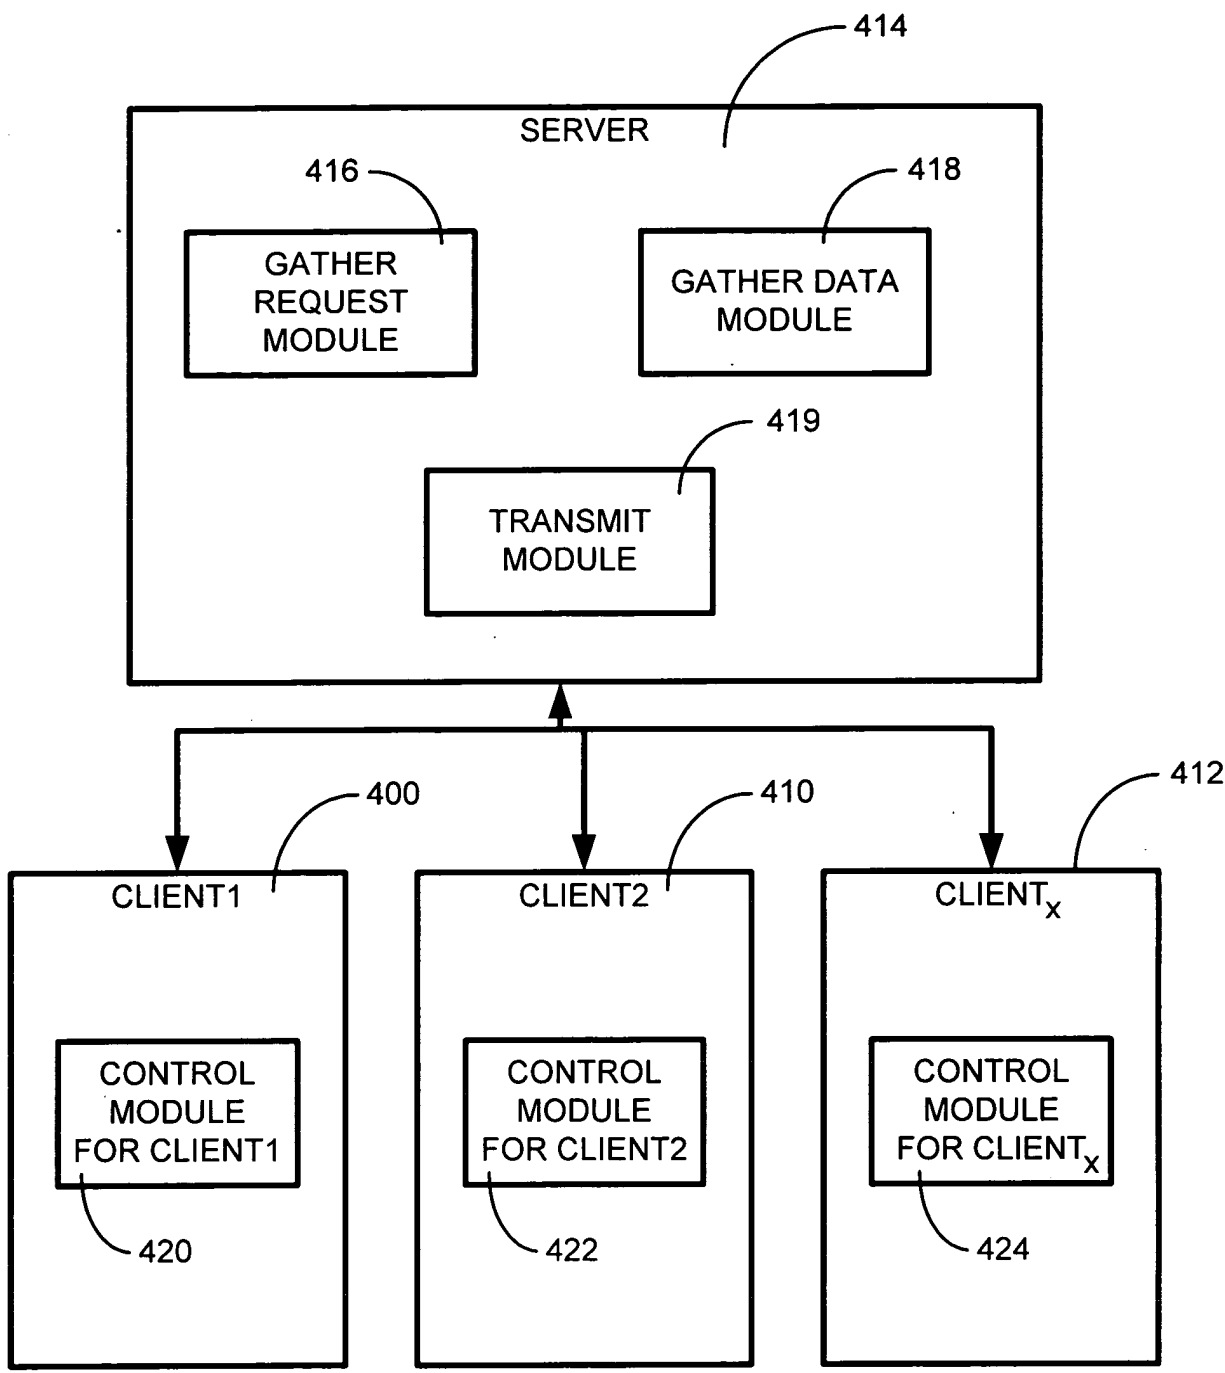 414
SERVER
416
418
GATHER
REQUEST
MODULE
GATHER DATA
MODULE
419
TRANSMIT
MODULE
400
410
412
CLIENT1
CLIENT2
CLIENTX
CONTROL
MODULE
FOR CLIENT1
CONTROL
MODULE
FOR CLIENT2
CONTROL
MODULE
FOR CLIENTX
420
422
424